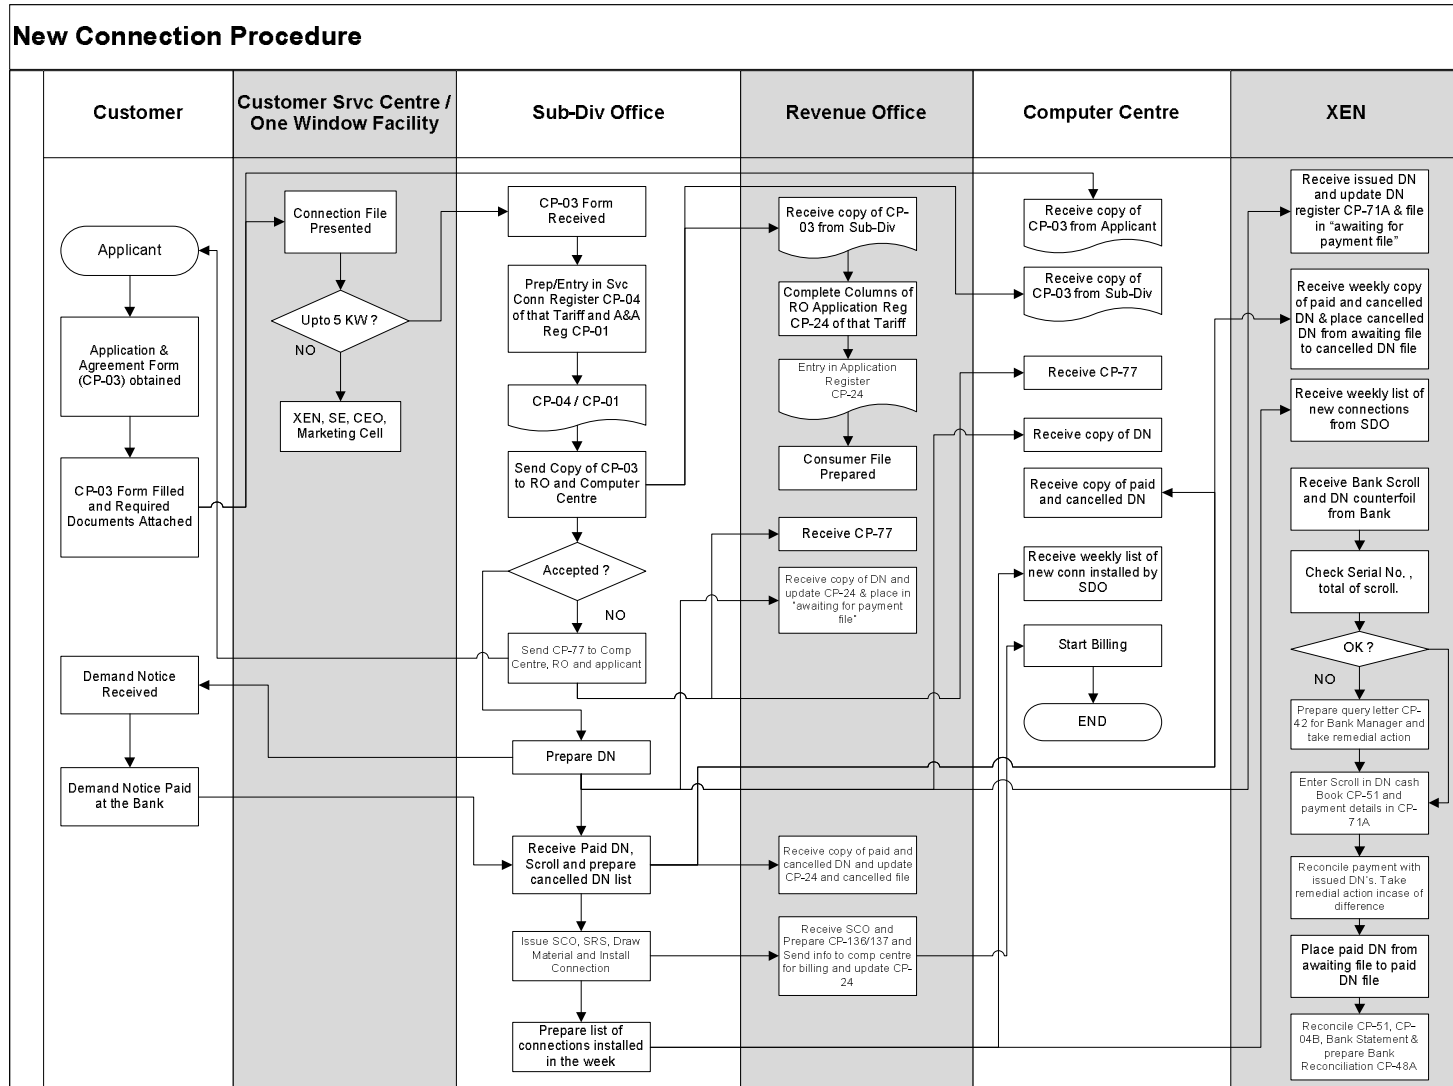 New Connection Procedure
Customer
Customer Srvc Centre /
One Window Facility
Sub-Div Office
Revenue Office
Computer Centre
XEN
Applicant
Application &
Agreement Form
(CP-03) obtained
CP-03 Form Filled
and Required
Documents Attached
Demand Notice
Received
Demand Notice Paid
at the Bank
Connection File
Presented
Upto 5 KW ?
NO
XEN, SE, CEO,
Marketing Cell
CP-03 Form
Received
Prep/Entry in Svc
Conn Register CP-04
of that Tariff and A&A
Reg CP-01
CP-04 / CP-01
Send Copy of CP-03
to RO and Computer
Centre
Accepted ?
NO
Send CP-77 to Comp
Centre, RO and applicant
Prepare DN
Receive Paid DN,
Scroll and prepare
cancelled DN list
Issue SCO, SRS, Draw
Material and Install
Connection
Prepare list of
connections installed
in the week
Receive copy of CP-
03 from Sub-Div
Complete Columns of
RO Application Reg
CP-24 of that Tariff
Entry in Application
Register
CP-24
Consumer File
Prepared
Receive CP-77
Receive copy of DN and
update CP-24 & place in
"awaiting for payment
file"
Receive copy of paid and
cancelled DN and update
CP-24 and cancelled file
Receive SCO and
Prepare CP-136/137 and
Send info to comp centre
for billing and update CP-
24
Receive copy of
CP-03 from Applicant
Receive copy of
CP-03 from Sub-Div
Receive CP-77
Receive copy of DN
Receive copy of paid
and cancelled DN
Receive weekly list of
new conn installed by
SDO
Start Billing
END
Receive issued DN
and update DN
register CP-71A & file
in "awaiting for
payment file"
Receive weekly copy
of paid and cancelled
DN & place cancelled
DN from awaiting file
to cancelled DN file
Receive weekly list of
new connections
from SDO
Receive Bank Scroll
and DN counterfoil
from Bank
Check Serial No. ,
total of scroll.
OK ?
NO
Prepare query letter CP-
42 for Bank Manager and
take remedial action
Enter Scroll in DN cash
Book CP-51 and
payment details in CP-
71A
Reconcile payment with
issued DN's. Take
remedial action incase of
difference
Place paid DN from
awaiting file to paid
DN file
Reconcile CP-51, CP-
04B, Bank Statement &
prepare Bank
Reconciliation CP-48A